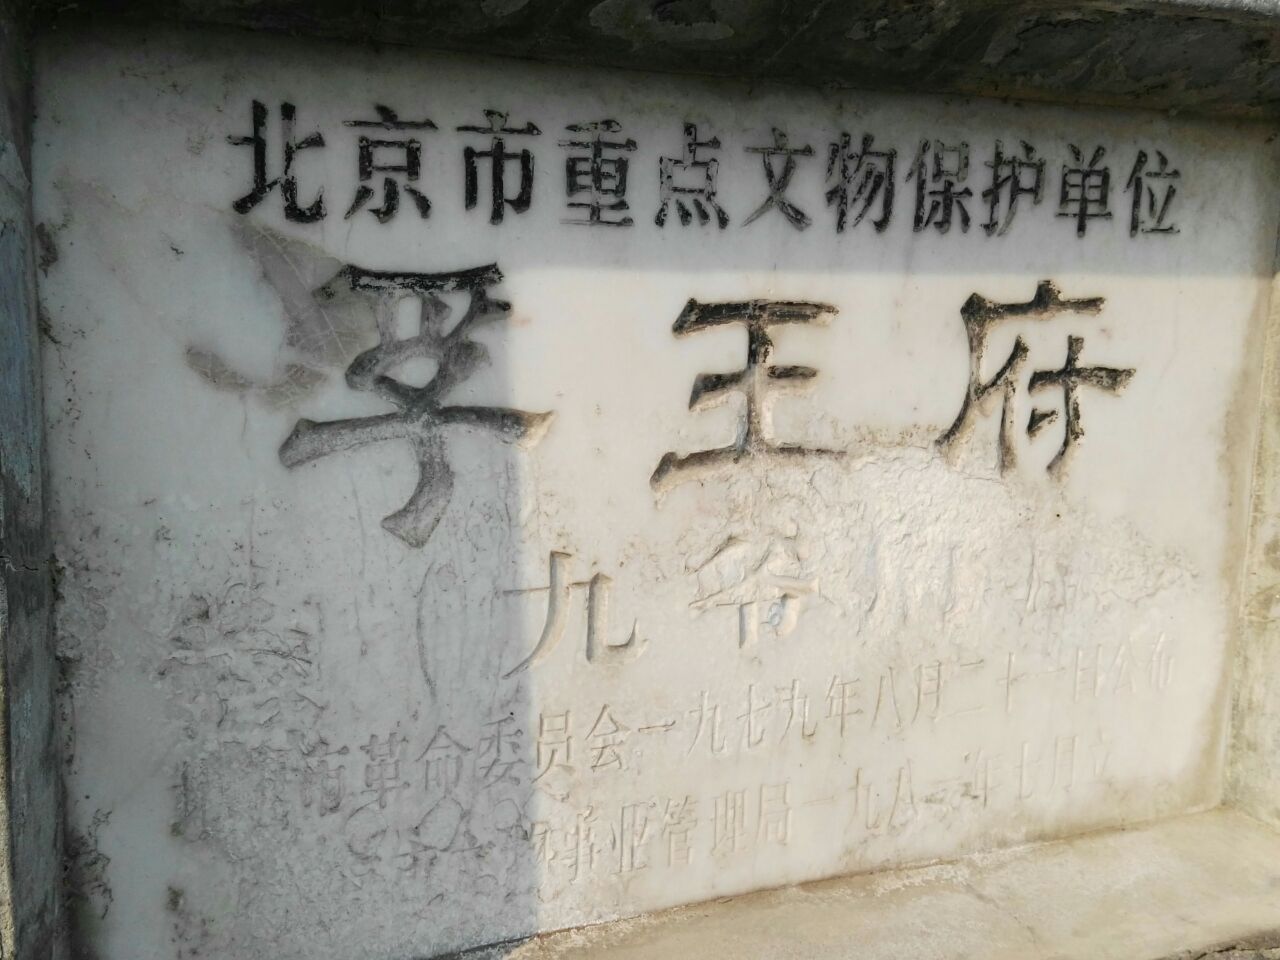 北京市重点文物保护单位
孚王府
九爷府
市革命委员会一九七九年八月二十一日公布
事业管理局一九八一年七月立